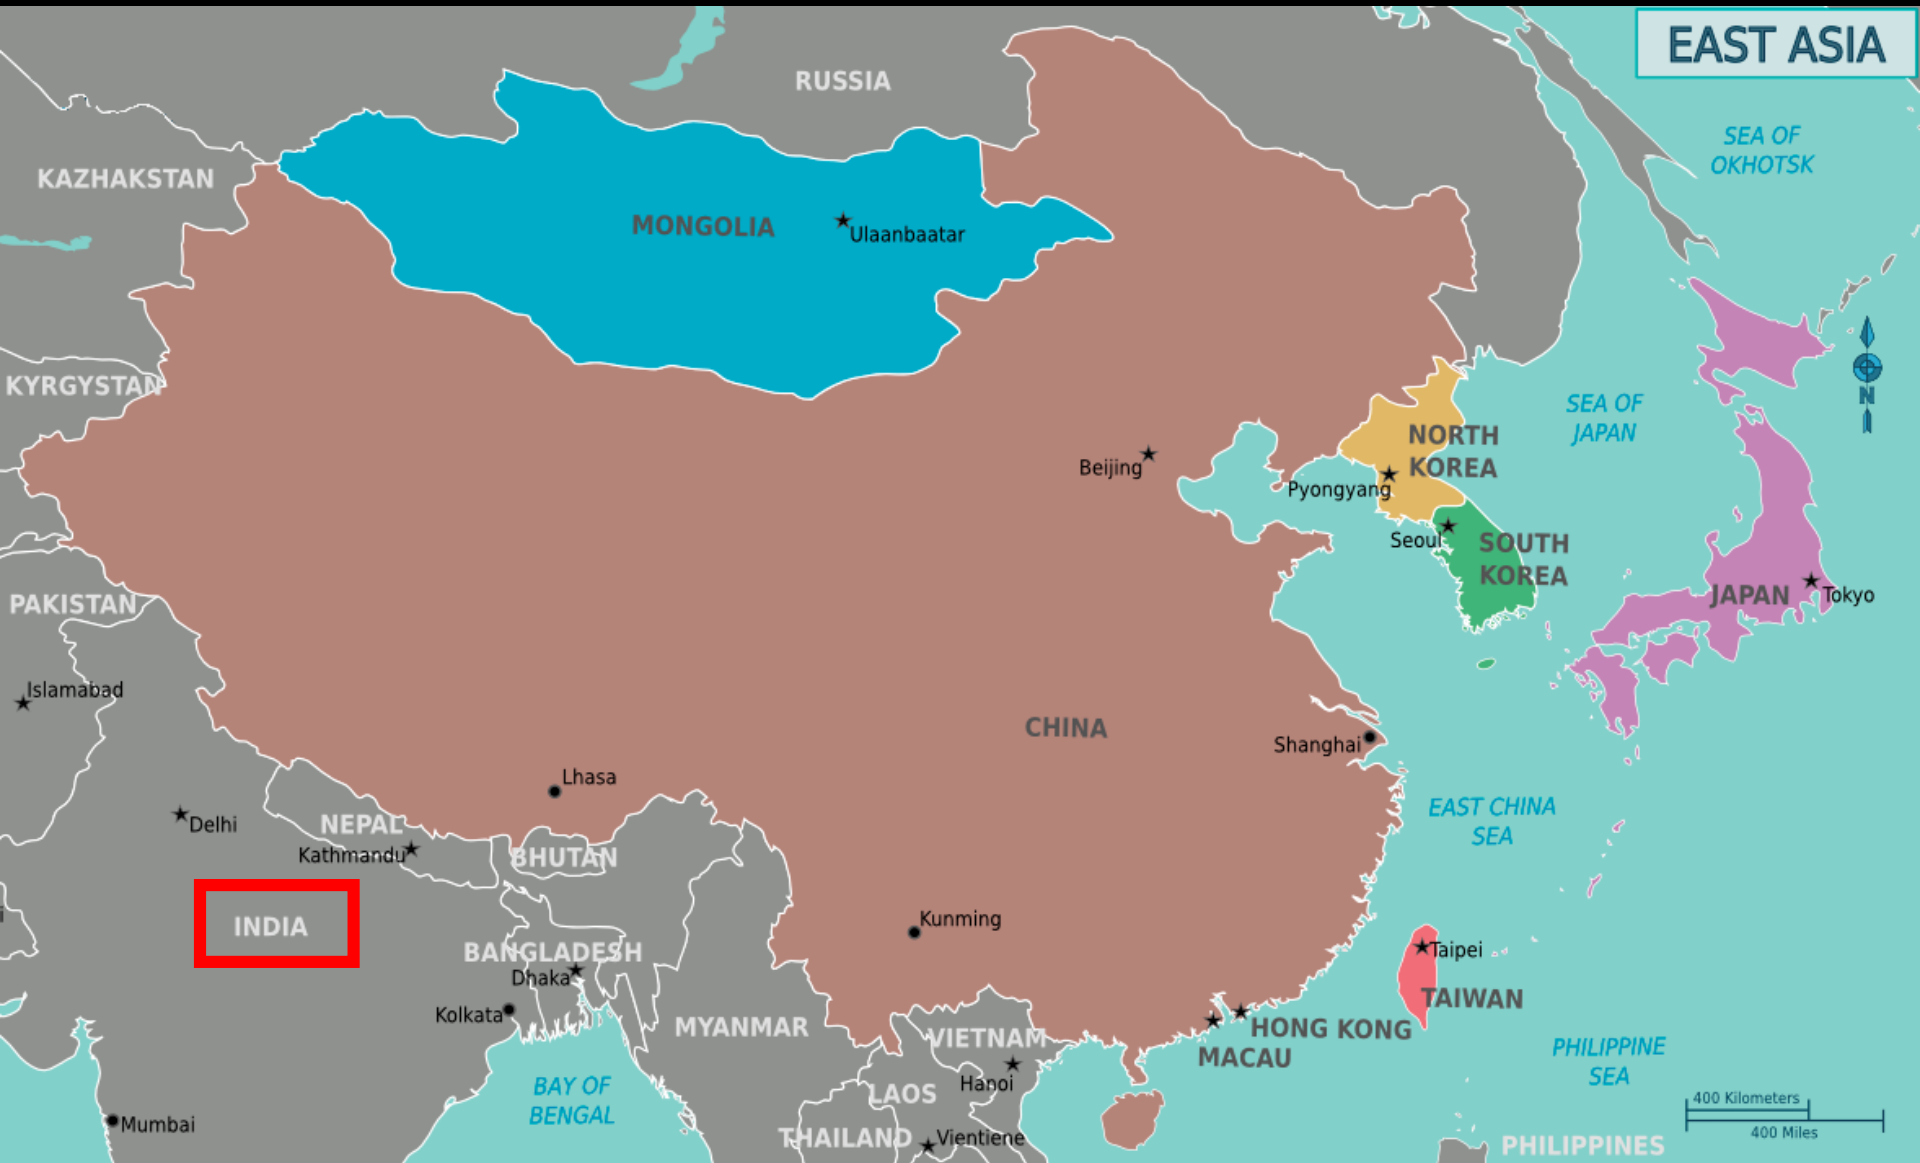 EAST ASIA
RUSSIA
SEA OF
OKHOTSK
KAZHAKSTAN
MONGOLIA
Ulaanbaatar
KYRGYSTAN
N
SEA OF
JAPAN
NORTH
KOREA
Beijing
Pyongyang
Seoul
SOUTH
KOREA
JAPAN
Tokyo
PAKISTAN
Islamabad
CHINA
Shanghai
Lhasa
EAST CHINA
SEA
Delhi
NEPAL
Kathmandu
BHUTAN
INDIA
Kunming
BANGLADESH
Dhaka
Kolkata
Taipei
TAIWAN
MYANMAR
VIETNAM
HONG KONG
MACAU
PHILIPPINE
SEA
Hanoi
LAOS
BAY OF
BENGAL
400 Kilometers
400 Miles
Mumbai
THAILAND
Vientiene
PHILIPPINES